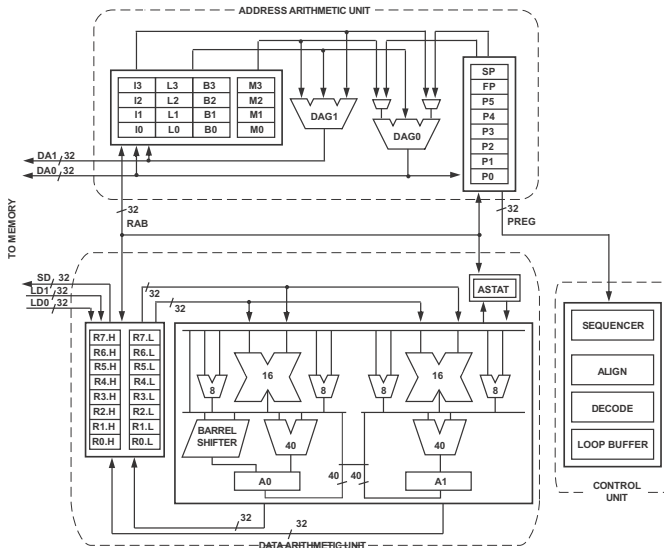 ADDRESS ARITHMETIC UNIT
I3 L3 B3 M3
I2 L2 B2 M2
I1 L1 B1 M1
I0 L0 B0 M0
DAG1
DAG0
SP
FP
P5
P4
P3
P2
P1
P0
DA1 32
DA0 32
32
RAB
32
PREG
TO MEMORY
SD 32
LD1 32
LD0 32
32
32
ASTAT
R7.H R7.L
R6.H R6.L
R5.H R5.L
R4.H R4.L
R3.H R3.L
R2.H R2.L
R1.H R1.L
R0.H R0.L
8 16 8 8 16 8
BARREL
SHIFTER
40
40
A0
40 40
A1
32
32
DATA ARITHMETIC UNIT
SEQUENCER
ALIGN
DECODE
LOOP BUFFER
CONTROL
UNIT